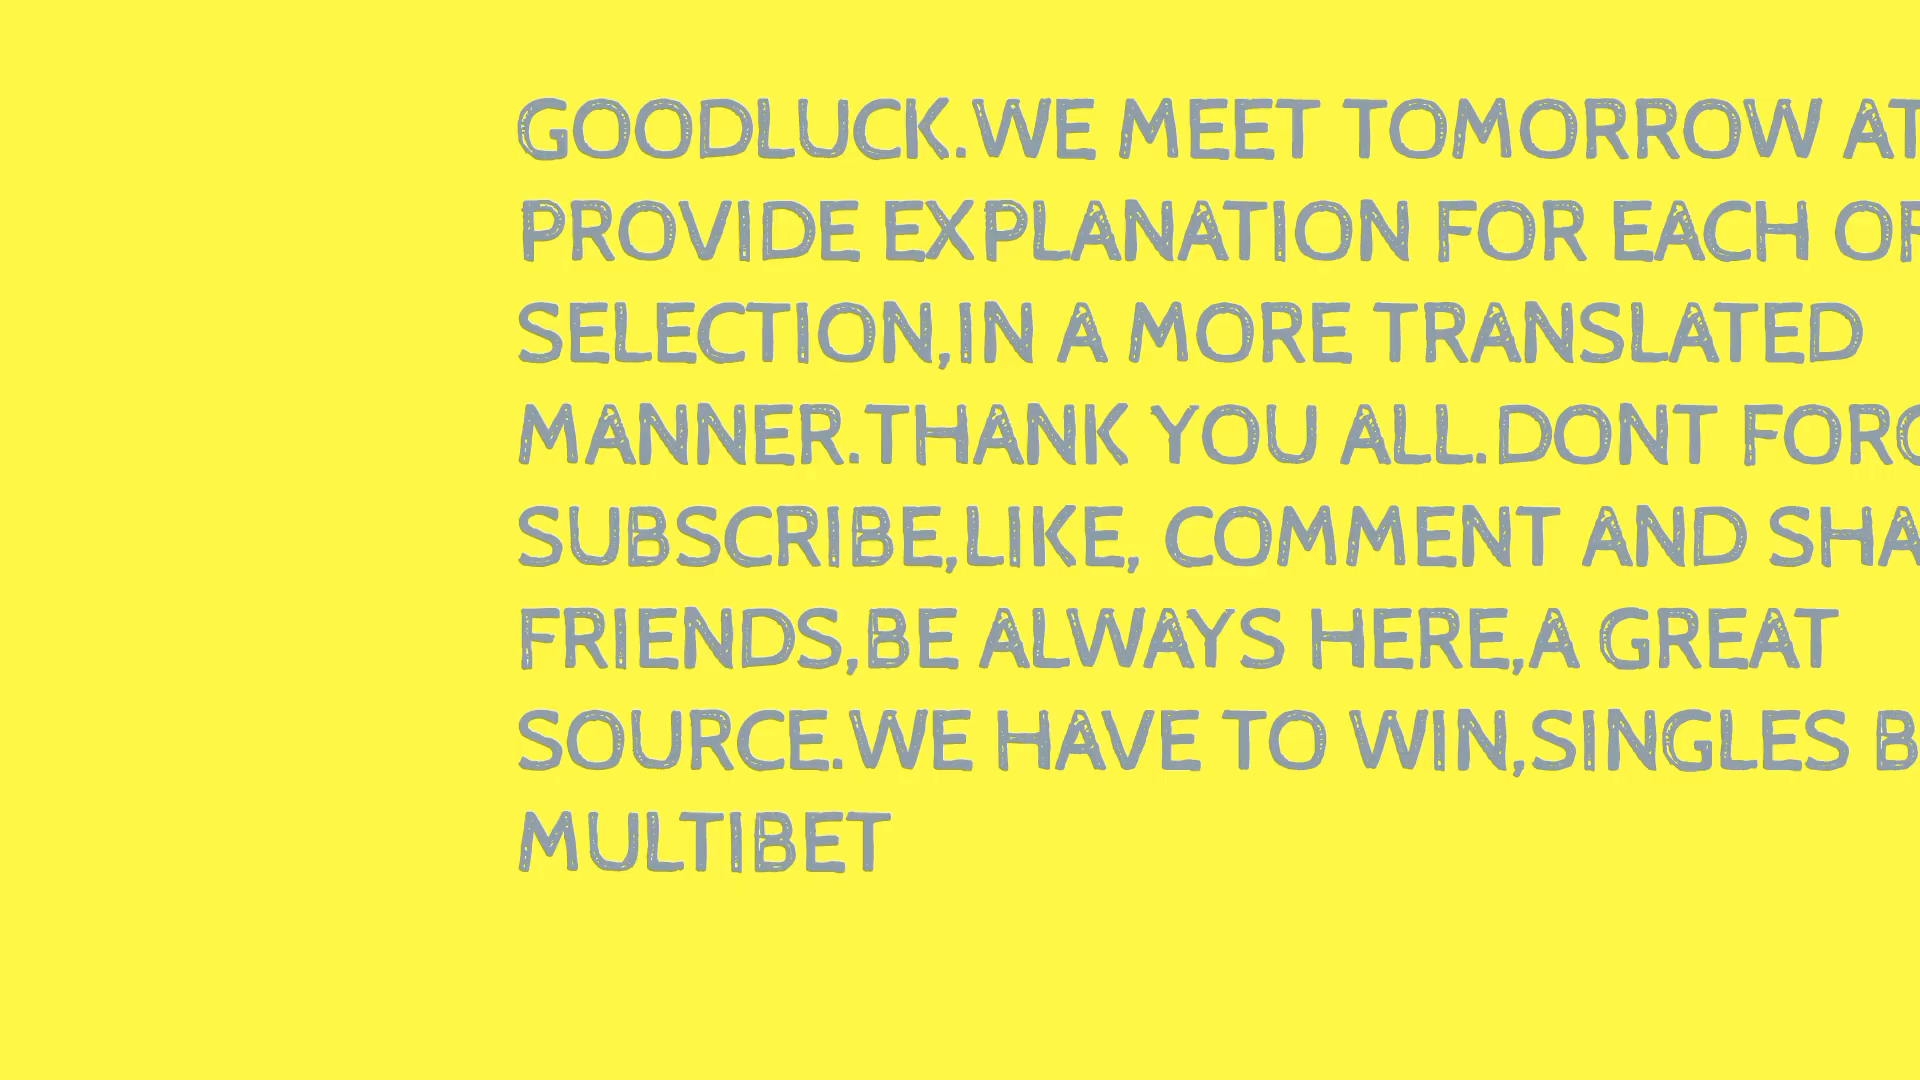 GOODLUCK.WE MEET TOMORROW AT
PROVIDE EXPLANATION FOR EACH
SELECTION,IN A MORE TRANSLATED
MANNER.THANK YOU ALL.DONT
SUBSCRIBE,LIKE, COMMENT AND
FRIENDS,BE ALWAYS HERE,A GREAT
SOURCE.WE HAVE TO WIN,SINGLES
MULTIBET